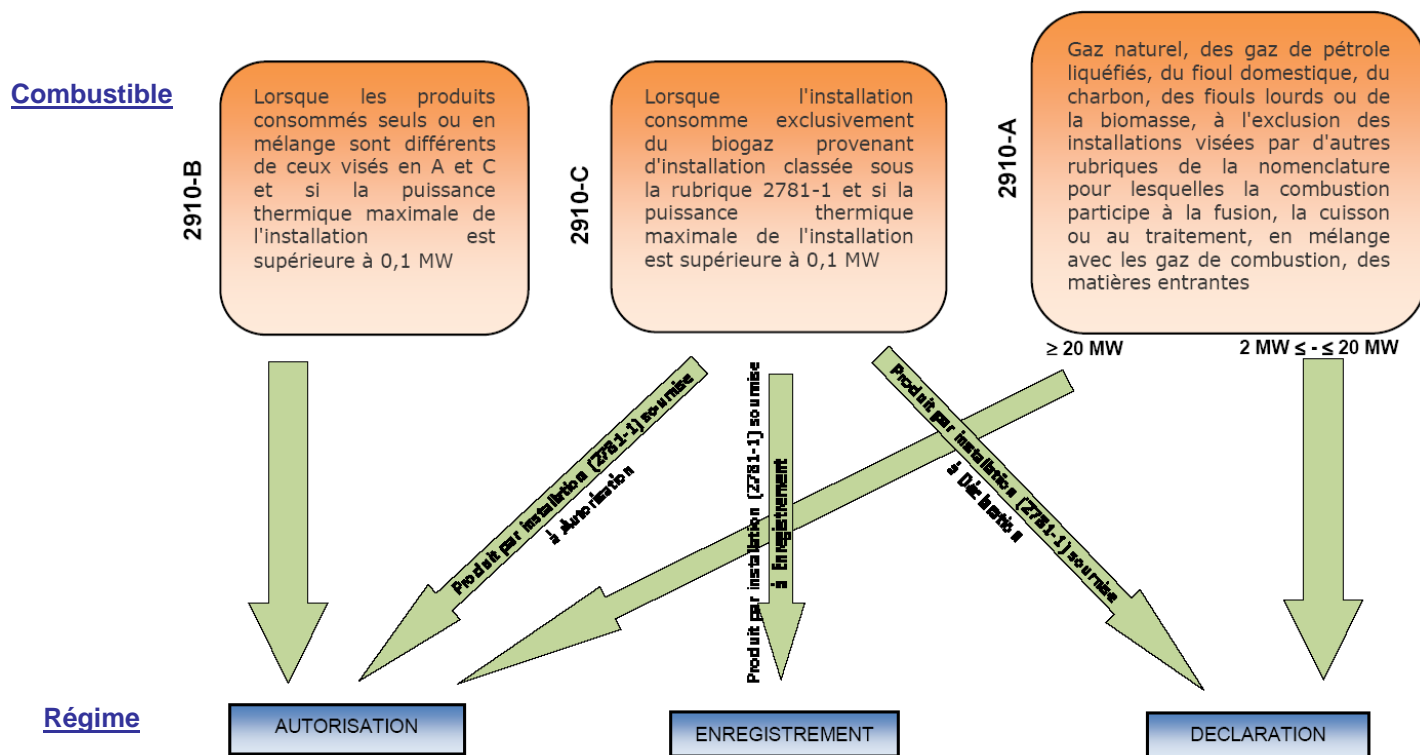 Combustible
2910-B
Lorsque les produits
consommés seuls ou en
mélange sont différents
de ceux visés en A et C
et si la puissance
thermique maximale de
l'installation est
supérieure à 0,1 MW
2910-C
Lorsque l'installation
consomme exclusivement
du biogaz provenant
d'installation classée sous
la rubrique 2781-1 et si la
puissance thermique
maximale de l'installation
est supérieure à 0,1 MW
2910-A
Gaz naturel, des gaz de pétrole
liquéfiés, du fioul domestique, du
charbon, des fiouls lourds ou de
la biomasse, à l'exclusion des
installations visées par d'autres
rubriques de la nomenclature
pour lesquelles la combustion
participe à la fusion, la cuisson
ou au traitement, en mélange
avec les gaz de combustion, des
matières entrantes
≥ 20 MW
2 MW ≤ - ≤ 20 MW
Produit par installation (2781-1) soumise
à Autorisation
Produit par installation (2781-1) soumise
à Enregistrement
Produit par installation (2781-1) soumise
à Déclaration
Régime
AUTORISATION
ENREGISTREMENT
DECLARATION